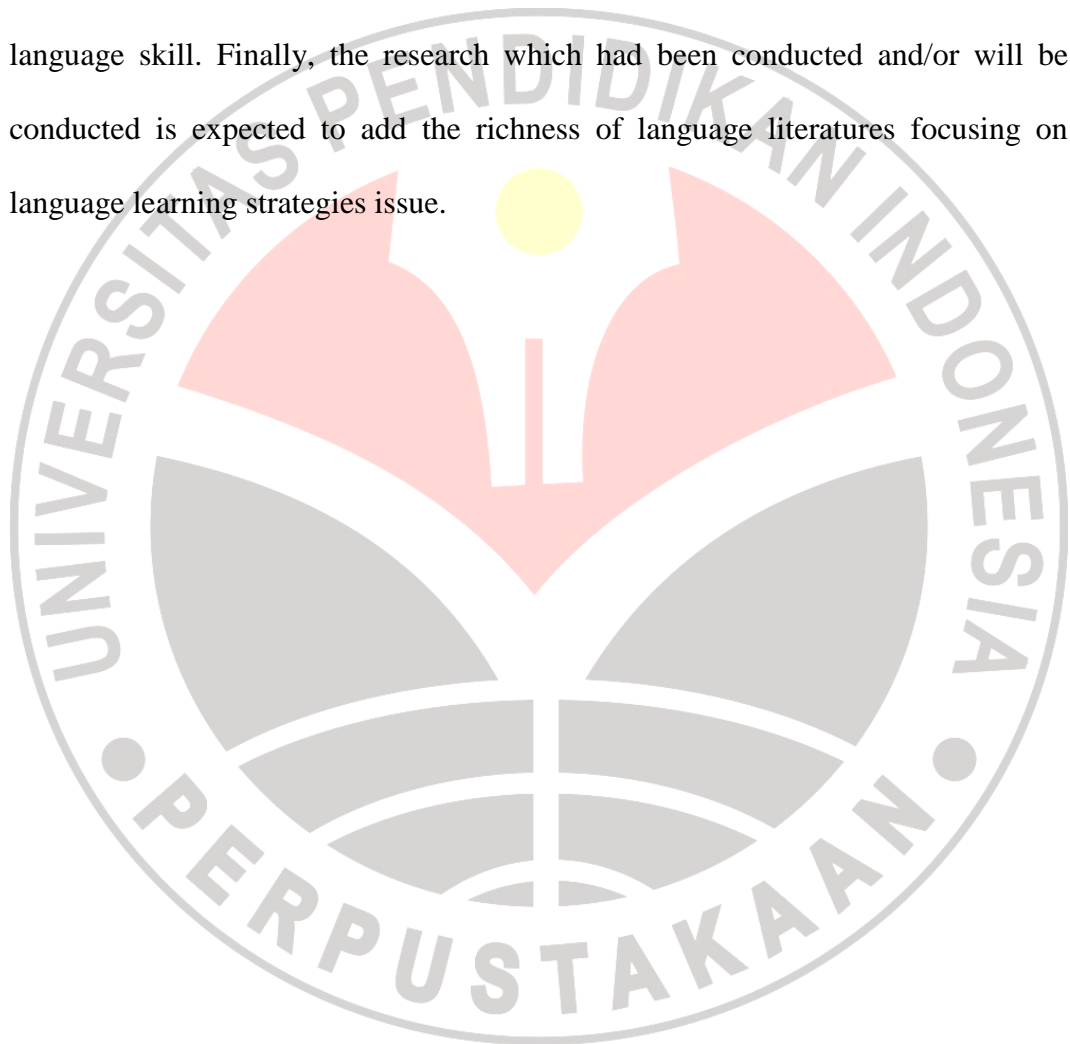 language skill. Finally, the research which had been conducted and/or will be
conducted is expected to add the richness of language literatures focusing on
language learning strategies issue.
UNIVERSITAS PENDIDIKAN INDONESIA
PERPUSTAKAAN